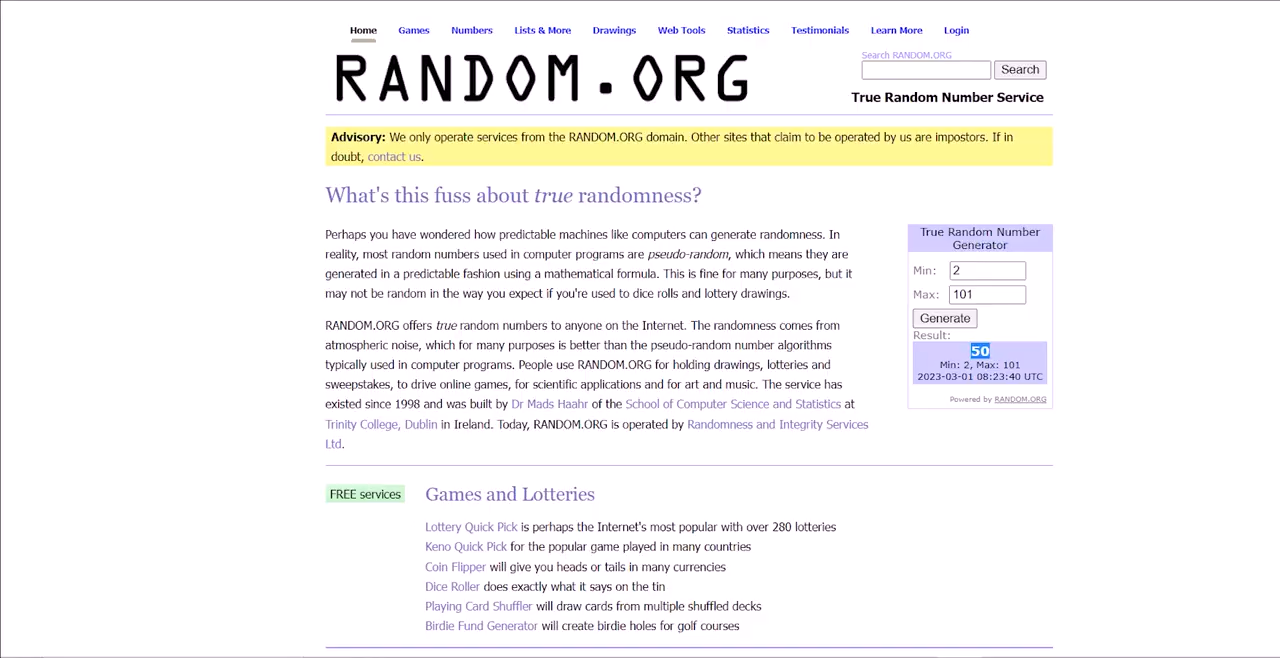 Home Games Numbers Lists & More Drawings Web Tools Statistics Testimonials Learn More Login
RANDOM.ORG
Search RANDOM.ORG
Search
True Random Number Service
Advisory: We only operate services from the RANDOM.ORG domain. Other sites that claim to be operated by us are impostors. If in
doubt, contact us.
What's this fuss about true randomness?
Perhaps you have wondered how predictable machines like computers can generate randomness. In
reality, most random numbers used in computer programs are pseudo-random, which means they are
generated in a predictable fashion using a mathematical formula. This is fine for many purposes, but it
may not be random in the way you expect if you're used to dice rolls and lottery drawings.
RANDOM.ORG offers true random numbers to anyone on the Internet. The randomness comes from
atmospheric noise, which for many purposes is better than the pseudo-random number algorithms
typically used in computer programs. People use RANDOM.ORG for holding drawings, lotteries and
sweepstakes, to drive online games, for scientific applications and for art and music. The service has
existed since 1998 and was built by Dr Mads Haahr of the School of Computer Science and Statistics at
Trinity College, Dublin in Ireland. Today, RANDOM.ORG is operated by Randomness and Integrity Services
Ltd.
True Random Number
Generator
Min: 2
Max: 101
Generate
Result:
50
Min: 2, Max: 101
2023-03-01 08:23:40 UTC
Powered by RANDOM.ORG
FREE services
Games and Lotteries
Lottery Quick Pick is perhaps the Internet's most popular with over 280 lotteries
Keno Quick Pick for the popular game played in many countries
Coin Flipper will give you heads or tails in many currencies
Dice Roller does exactly what it says on the tin
Playing Card Shuffler will draw cards from multiple shuffled decks
Birdie Fund Generator will create birdie holes for golf courses